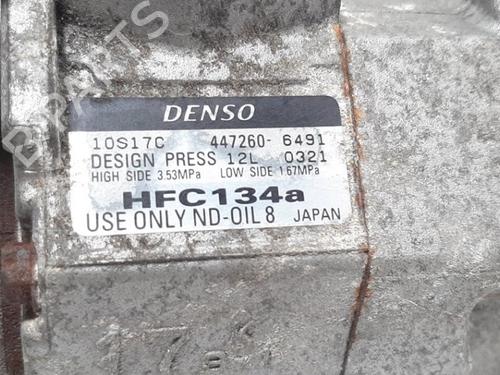 DENSO
10S17C 447260-6491
DESIGN PRESS 12L 0321
HIGH SIDE 3.53MPa LOW SIDE 1.67MPa
HFC134a
USE ONLY ND-OIL 8 JAPAN
17